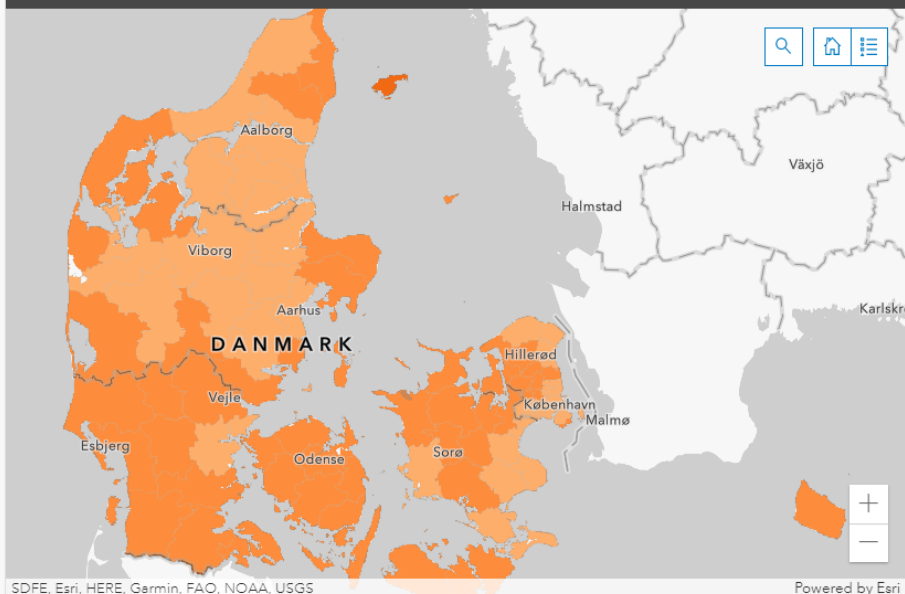 Aalborg
Växjö
Halmstad
Viborg
Aarhus
Karlskr
DANMARK
Hillerød
Vejle
København
Malmø
Esbjerg
Sorø
Odense
SDFE, Esri, HERE, Garmin, FAO, NOAA, USGS
Powered by Esri